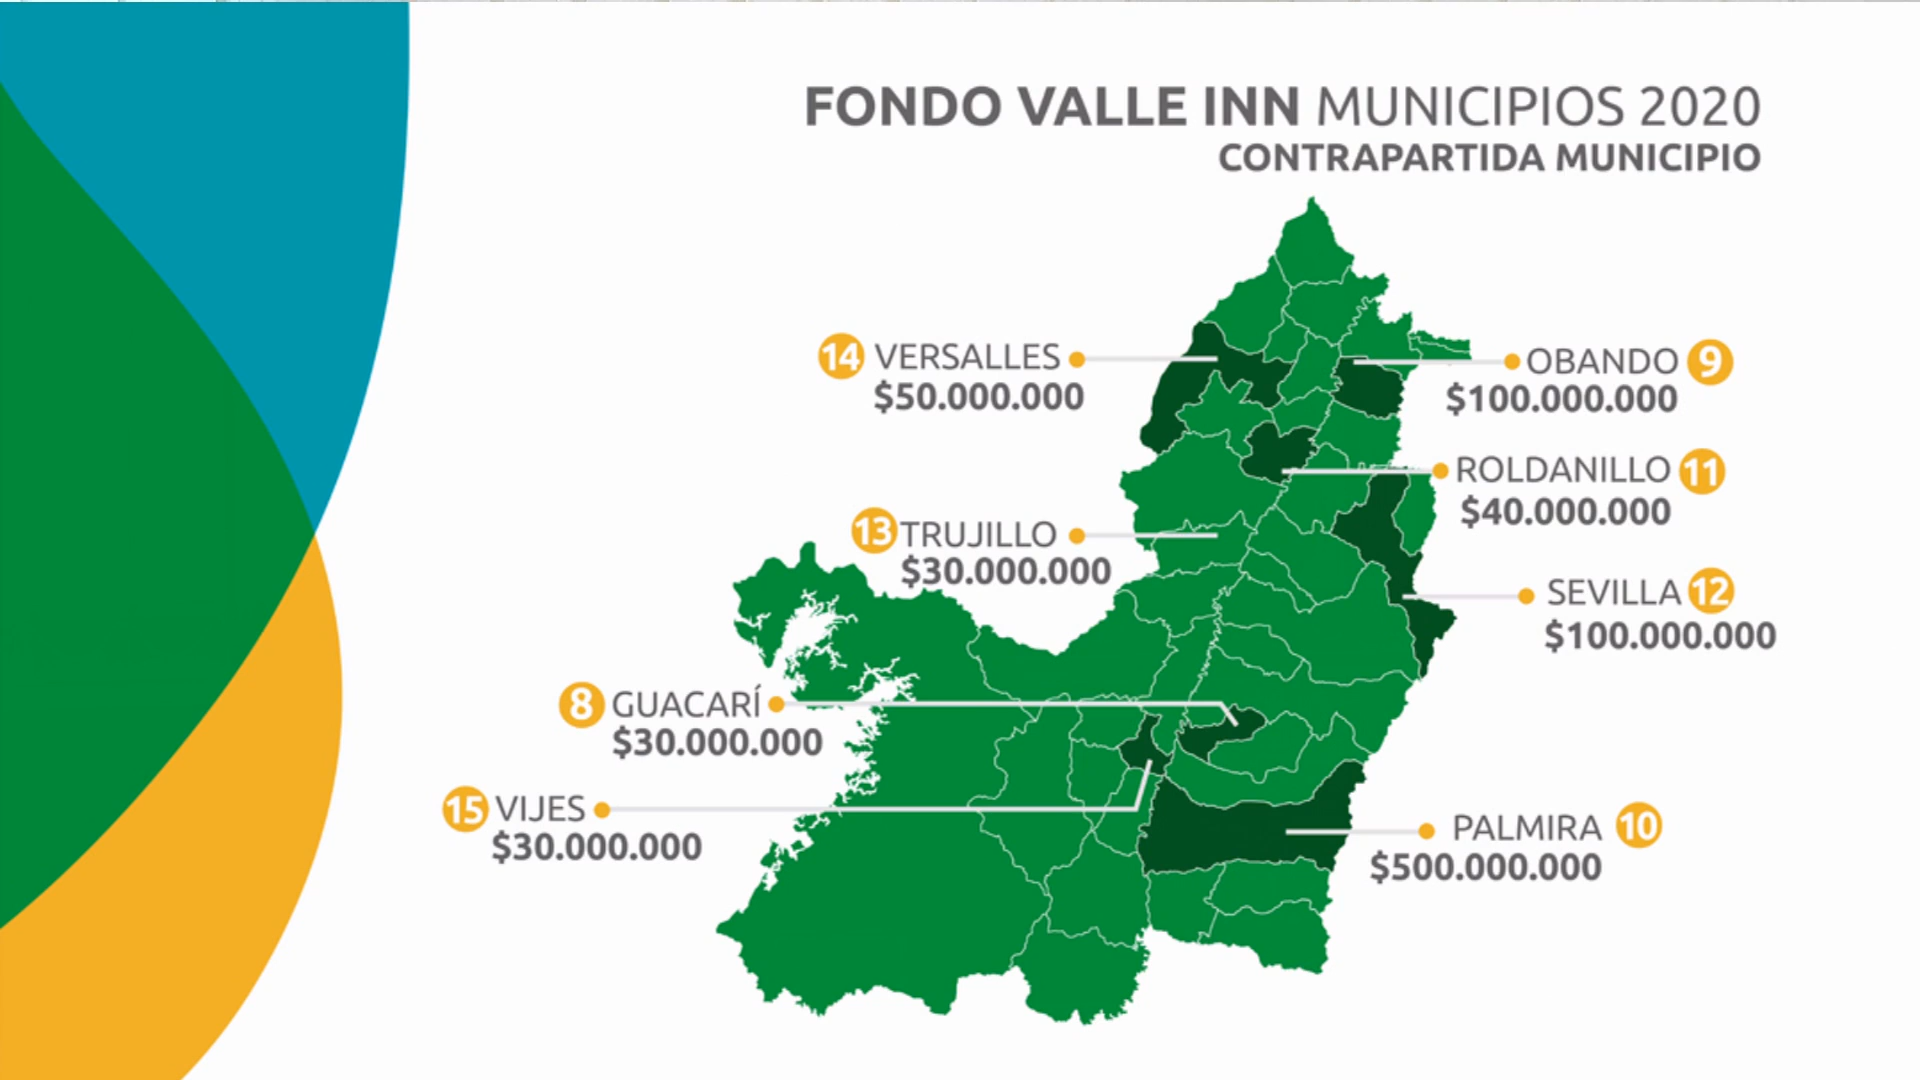 FONDO VALLE INN MUNICIPIOS 2020
CONTRAPARTIDA MUNICIPIO
14 VERSALLES
$50.000.000
OBANDO 9
$100.000.000
ROLDANILLO 11
$40.000.000
13 TRUJILLO
$30.000.000
SEVILLA 12
$100.000.000
8 GUACARÍ
$30.000.000
15 VIJES
$30.000.000
PALMIRA 10
$500.000.000